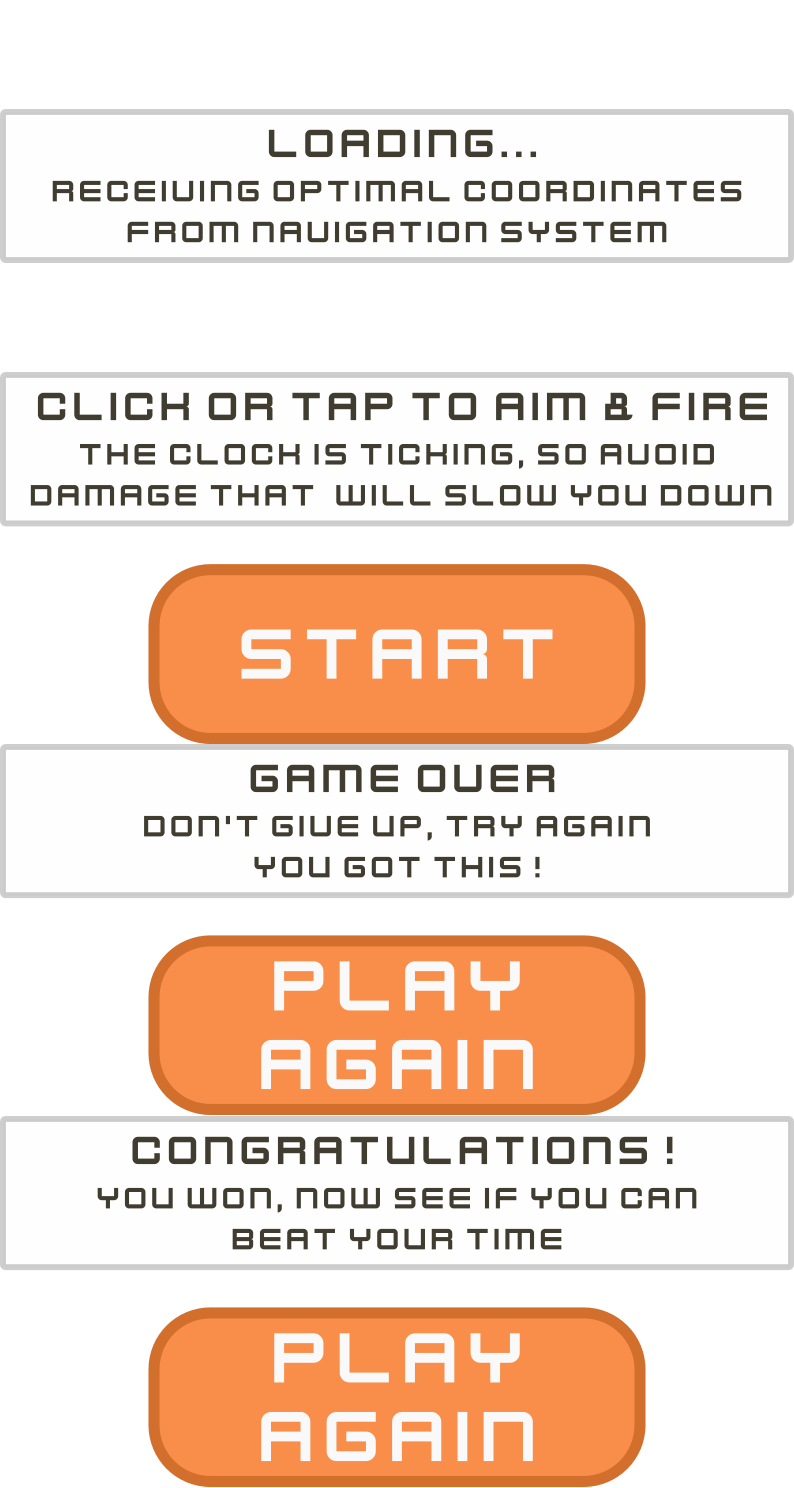 LOADING...
RECEIVING OPTIMAL COORDINATES
FROM NAVIGATION SYSTEM
CLICK OR TAP TO AIM & FIRE
THE CLOCK IS TICKING, SO AVOID
DAMAGE THAT WILL SLOW YOU DOWN
START
GAME OVER
DON'T GIVE UP, TRY AGAIN
YOU GOT THIS !
PLAY
AGAIN
CONGRATULATIONS !
YOU WON, NOW SEE IF YOU CAN
BEAT YOUR TIME
PLAY
AGAIN